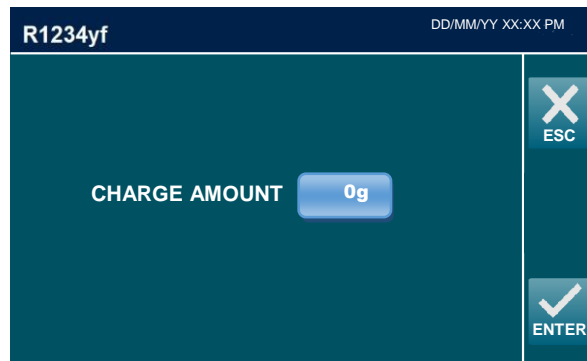 R1234yf
DD/MM/YY XX:XX PM
ESC
CHARGE AMOUNT 0g
ENTER